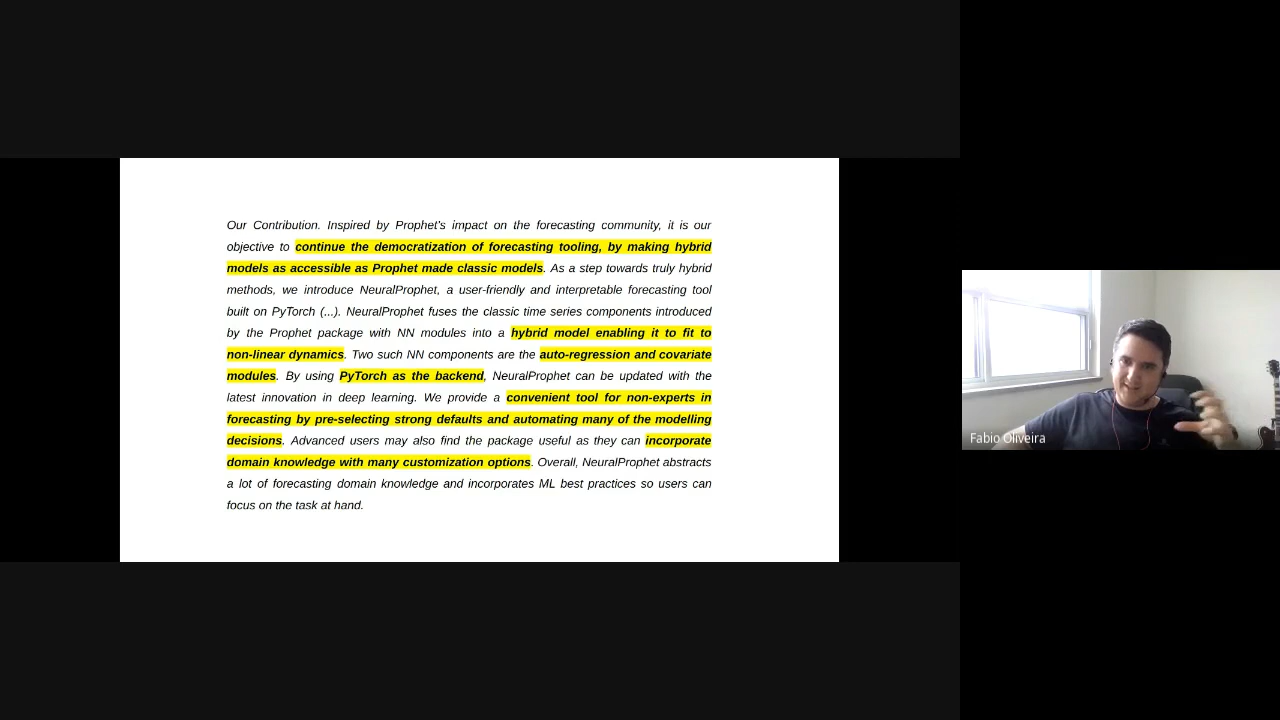 Our Contribution. Inspired by Prophet's impact on the forecasting community, it is our
objective to continue the democratization of forecasting tooling, by making hybrid
models as accessible as Prophet made classic models. As a step towards truly hybrid
methods, we introduce NeuralProphet, a user-friendly and interpretable forecasting tool
built on PyTorch (...). NeuralProphet fuses the classic time series components introduced
by the Prophet package with NN modules into a hybrid model enabling it to fit to
non-linear dynamics. Two such NN components are the auto-regression and covariate
modules. By using PyTorch as the backend, NeuralProphet can be updated with the
latest innovation in deep learning. We provide a convenient tool for non-experts in
forecasting by pre-selecting strong defaults and automating many of the modelling
decisions. Advanced users may also find the package useful as they can incorporate
domain knowledge with many customization options. Overall, NeuralProphet abstracts
a lot of forecasting domain knowledge and incorporates ML best practices so users can
focus on the task at hand.
Fabio Oliveira